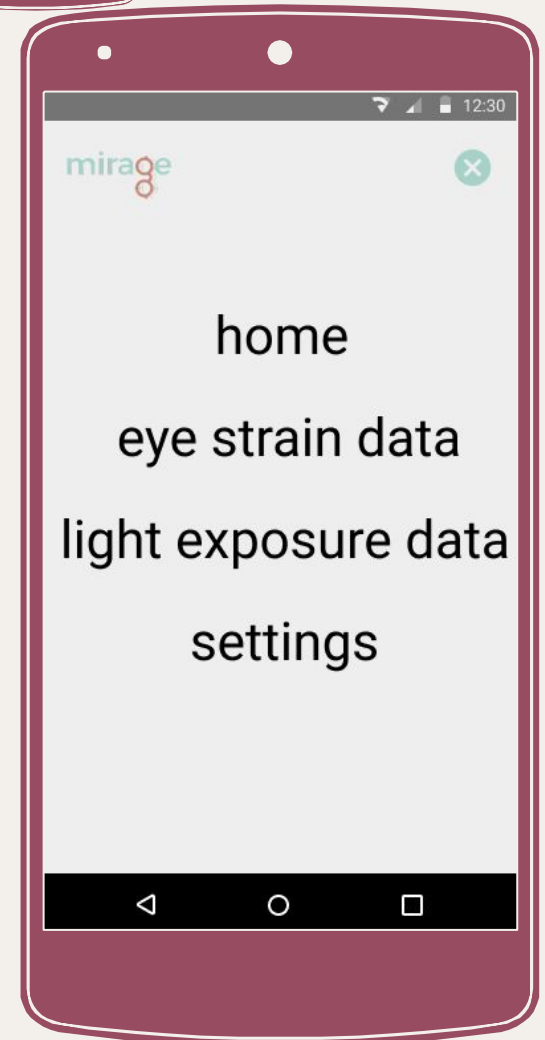 12:30
mirage
home
eye strain data
light exposure data
settings